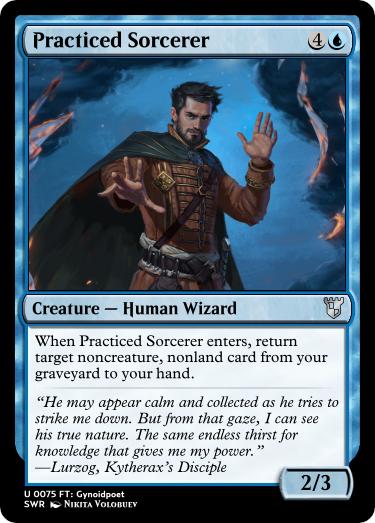 Practiced Sorcerer 4
Creature — Human Wizard
When Practiced Sorcerer enters, return
target noncreature, nonland card from your
graveyard to your hand.
“He may appear calm and collected as he tries to
strike me down. But from that gaze, I can see
his true nature. The same endless thirst for
knowledge that gives me my power.”
—Lurzog, Kytherax’s Disciple
2/3
U 0075 FT: Gynoidpoet
SWR Nikita Volobuev